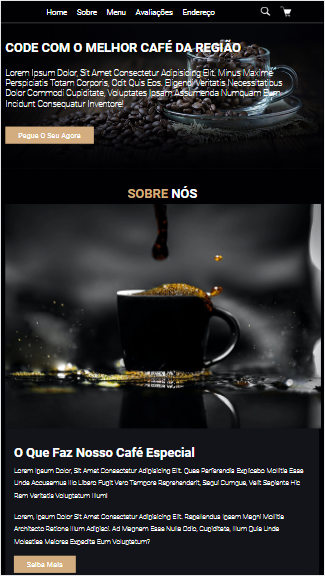 Home Sobre Menu Avaliações Endereço
CODE COM O MELHOR CAFÉ DA REGIÃO
Lorem Ipsum Dolor, Sit Amet Consectetur Adipisicing Elit. Minus Maxime
Perspiciatis Totam Corporis, Odit Quis Eos, Eligendi Veritatis Necessitatibus
Dolor Commodi Cupiditate, Voluptates Ipsam Assumenda Numquam Eum
Incidunt Consequatur Inventore!
Pegue O Seu Agora
SOBRE NÓS
O Que Faz Nosso Café Especial
Lorem Ipsum Dolor, Sit Amet Consectetur Adipisicing Elit. Quas Perferendis Explicabo Mollitia Esse
Unde Accusamus Illo Libero Fugit Vero Tempore Reprehenderit, Sequi Cumque, Velit Sapiente Hic
Rem Veritatis Voluptatum Illum!
Lorem, Ipsum Dolor Sit Amet Consectetur Adipisicing Elit. Repellendus Ipsam Magni Mollitia
Architecto Ratione Illum Adipisci. Ad Magnam Esse Nulla Odio, Cupiditate, Illum Quia Unde
Molestias Maiores Expedita Eum Voluptatum?
Saiba Mais